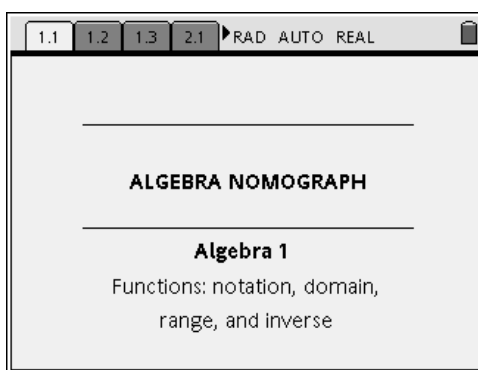 1.1 1.2 1.3 2.1 RAD AUTO REAL
ALGEBRA NOMOGRAPH
Algebra 1
Functions: notation, domain,
range, and inverse